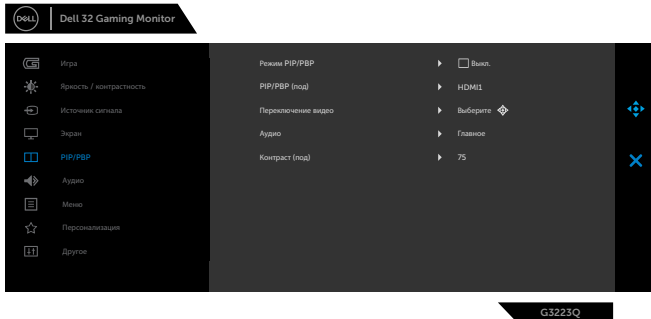 DELL
Dell 32 Gaming Monitor
Игра
Яркость / контрастность
Источник сигнала
Экран
PIP/PBP
Аудио
Меню
Персонализация
Другое
Режим PIP/PBP Выкл.
PIP/PBP (под) HDMI1
Переключение видео Выберите
Аудио Главное
Контраст (под) 75
G3223Q